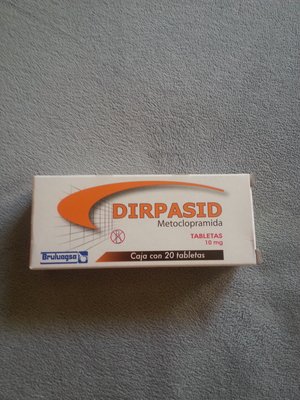 DIRPASID
Metoclopramida
TABLETAS
10 mg
Bruluagsa
Caja con 20 tabletas